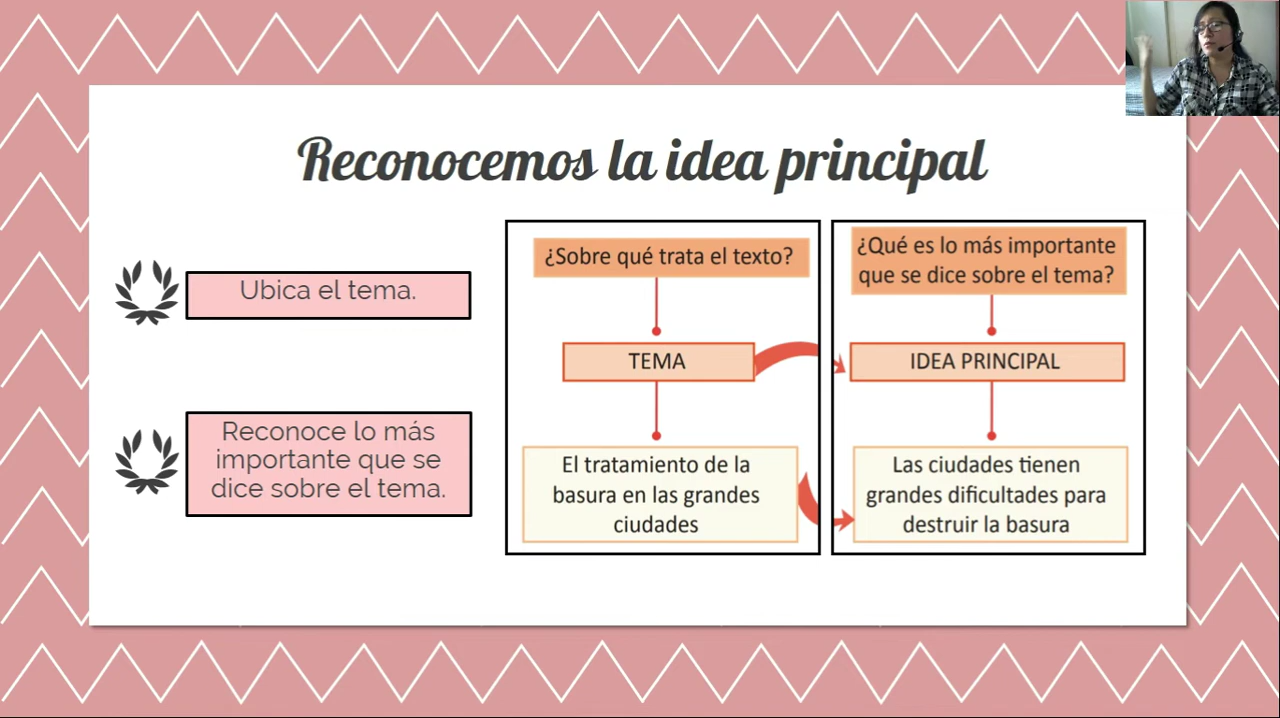 Reconocemos la idea principal
Ubica el tema.
Reconoce lo más
importante que se
dice sobre el tema.
¿Sobre qué trata el texto?
TEMA
El tratamiento de la
basura en las grandes
ciudades
¿Qué es lo más importante
que se dice sobre el tema?
IDEA PRINCIPAL
Las ciudades tienen
grandes dificultades para
destruir la basura